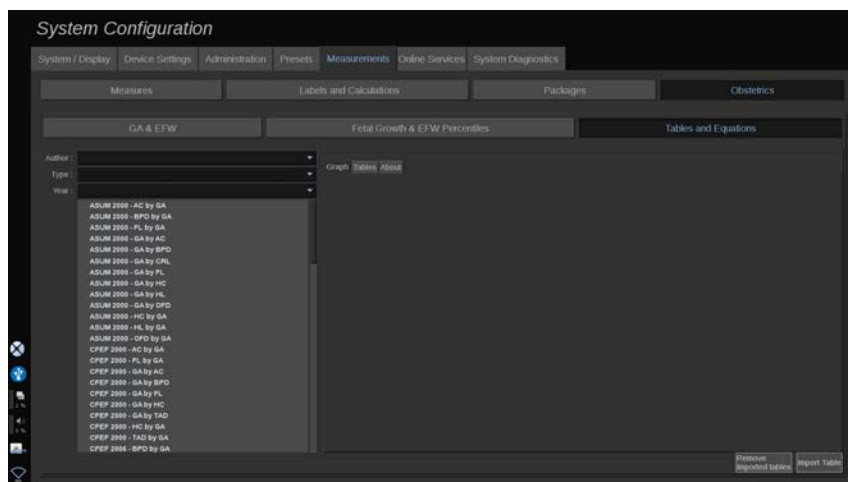 System Configuration
System / Display Device Settings Administration Presets Measurements Online Services System Diagnostics
Measures Labels and Calculations Packages Obstetrics
GA & EFW Fetal Growth & EFW Percentiles Tables and Equations
Author :
Type :
Year :
Graph Tables About
ASUM 2000 - AC by GA
ASUM 2000 - BPD by GA
ASUM 2000 - FL by GA
ASUM 2000 - GA by AC
ASUM 2000 - GA by BPD
ASUM 2000 - GA by CRL
ASUM 2000 - GA by FL
ASUM 2000 - GA by HC
ASUM 2000 - GA by HL
ASUM 2000 - GA by OFD
ASUM 2000 - HC by GA
ASUM 2000 - HL by GA
ASUM 2000 - OFD by GA
CFEF 2000 - AC by GA
CFEF 2000 - FL by GA
CFEF 2000 - GA by AC
CFEF 2000 - GA by BPD
CFEF 2000 - GA by FL
CFEF 2000 - GA by HC
CFEF 2000 - GA by TAD
CFEF 2000 - HC by GA
CFEF 2000 - TAD by GA
CFEF 2006 - BPD by GA
Remove
imported tables
Import Table